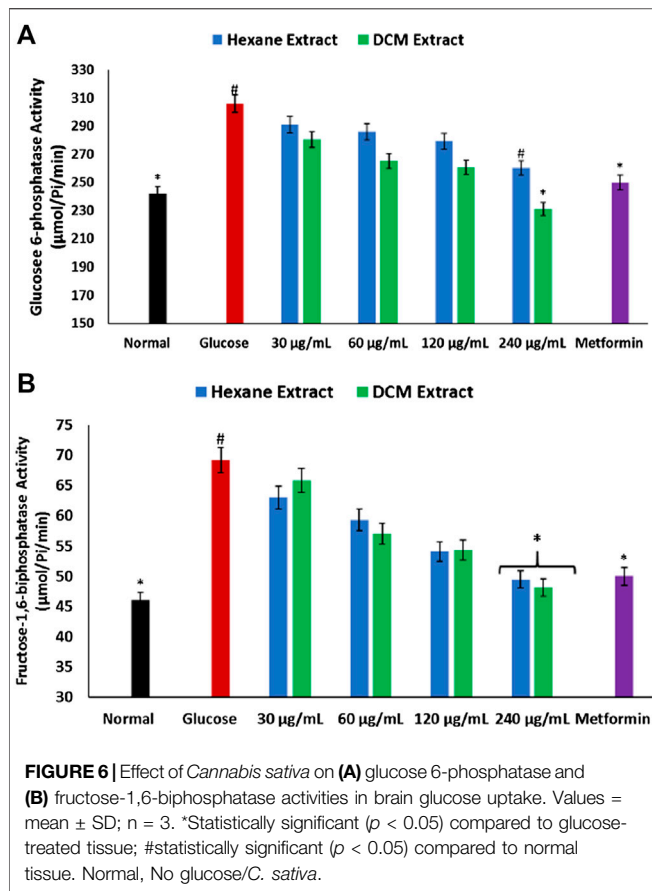 A
Hexane Extract DCM Extract
Glucosee 6-phosphatase Activity
(µmol/Pi/min)
330
310
290
270
250
230
210
190
170
150
*
#
#
*
*
Normal Glucose 30 µg/mL 60 µg/mL 120 µg/mL 240 µg/mL Metformin
B
Hexane Extract DCM Extract
Fructose-1,6-biphosphatase Activity
(µmol/Pi/min)
75
70
65
60
55
50
45
40
35
30
*
#
*
*
Normal Glucose 30 µg/mL 60 µg/mL 120 µg/mL 240 µg/mL Metformin
FIGURE 6 | Effect of Cannabis sativa on (A) glucose 6-phosphatase and
(B) fructose-1,6-biphosphatase activities in brain glucose uptake. Values =
mean ± SD; n = 3. *Statistically significant (p < 0.05) compared to glucose-
treated tissue; #statistically significant (p < 0.05) compared to normal
tissue. Normal, No glucose/C. sativa.